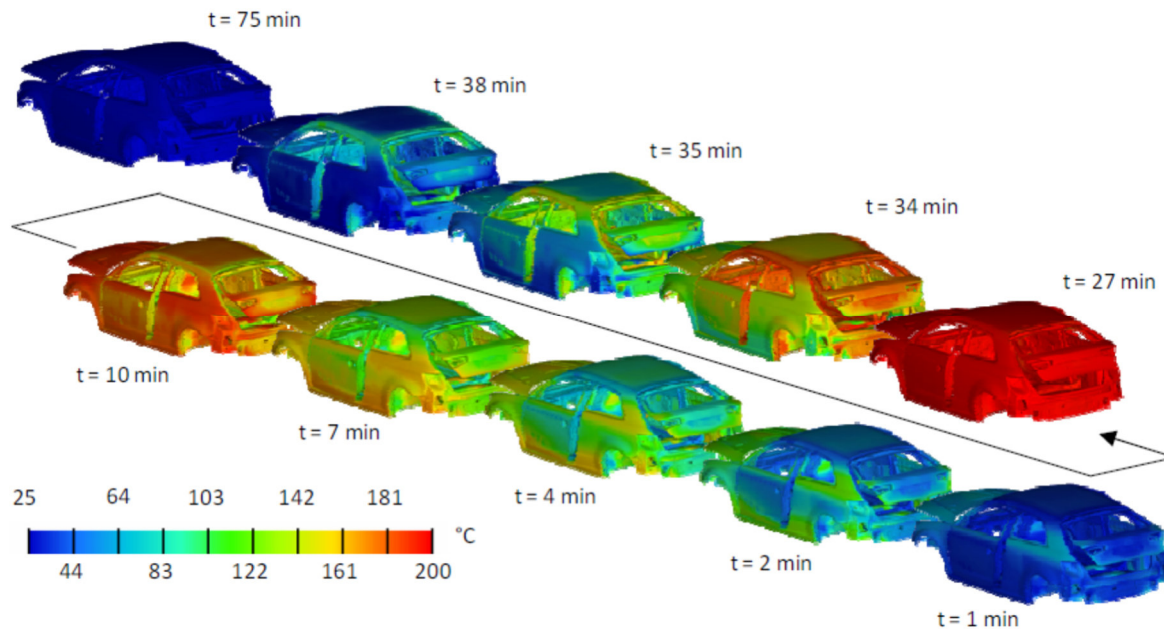 t = 75 min
t = 38 min
t = 35 min
t = 34 min
t = 27 min
t = 10 min
t = 7 min
t = 4 min
t = 2 min
t = 1 min
25 64 103 142 181
°C
44 83 122 161 200